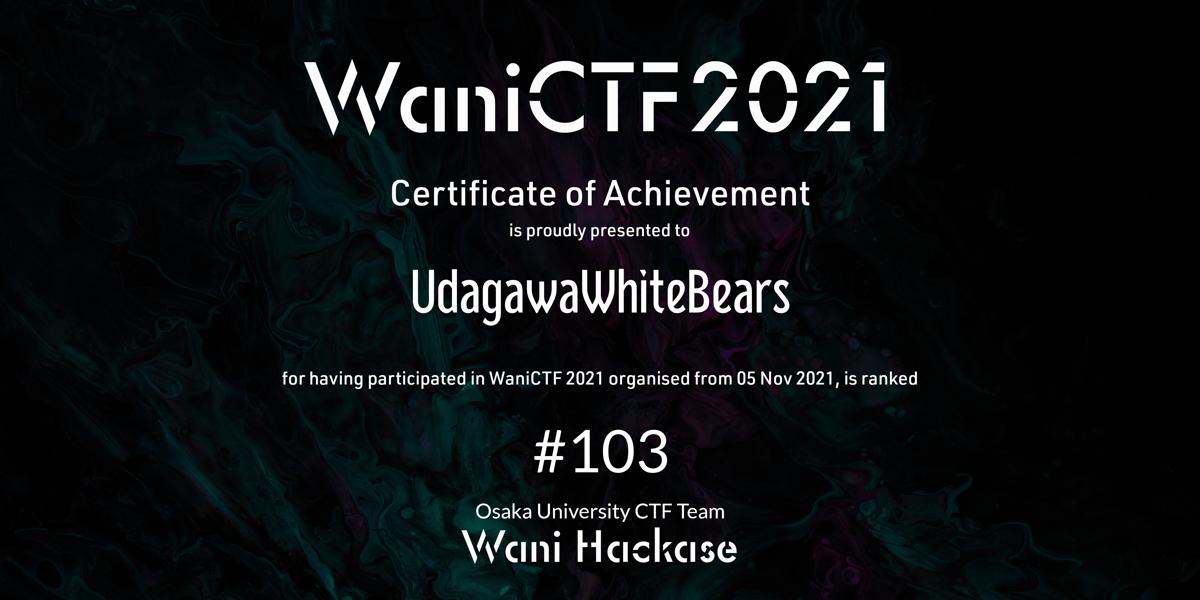 WaniCTF2021
Certificate of Achievement
is proudly presented to
UdagawaWhiteBears
for having participated in WaniCTF 2021 organised from 05 Nov 2021, is ranked
#103
Osaka University CTF Team
Wani Hackase